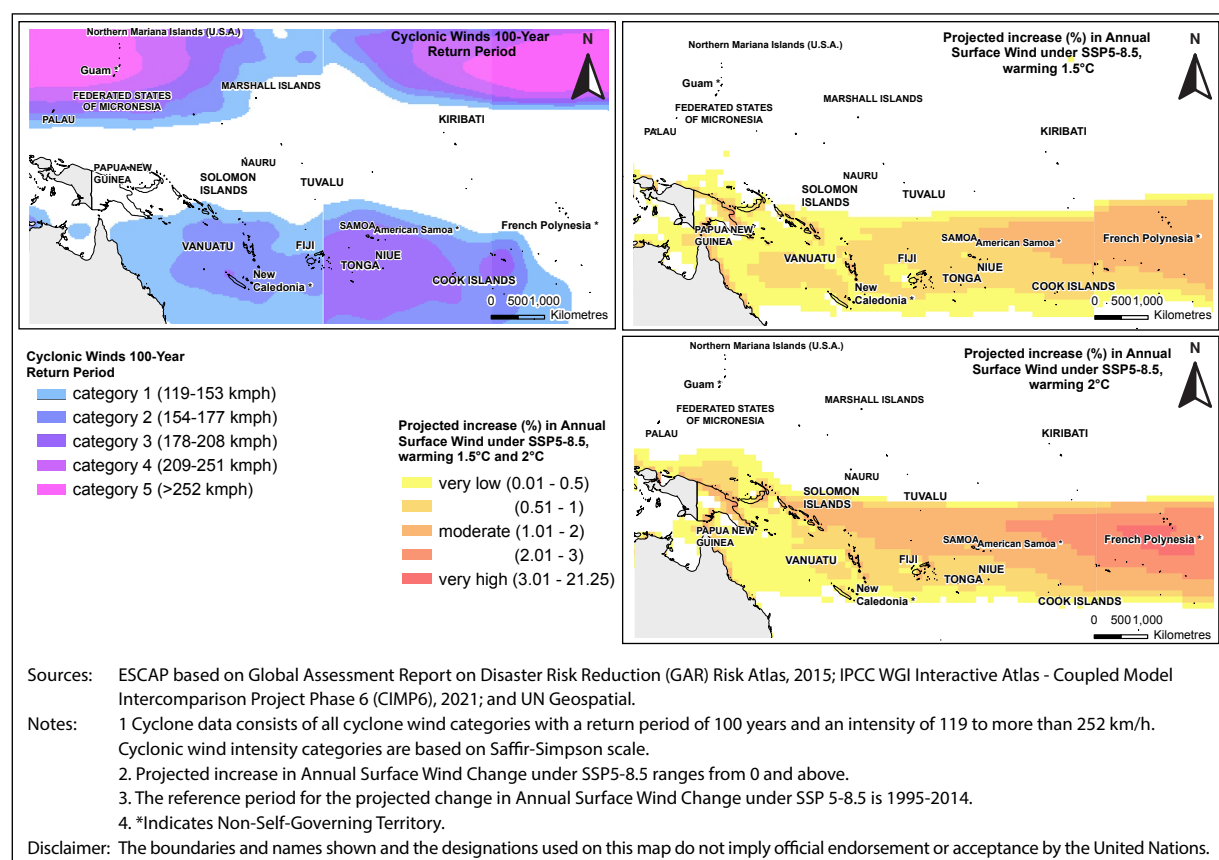 Northern Mariana Islands (U.S.A.)
Cyclonic Winds 100-Year
Return Period
N
Guam *
MARSHALL ISLANDS
FEDERATED STATES
OF MICRONESIA
PALAU
KIRIBATI
PAPUA NEW
GUINEA
NAURU
SOLOMON
ISLANDS
TUVALU
SAMOA
American Samoa *
French Polynesia *
VANUATU
FIJI
NIUE
TONGA
New
Caledonia *
COOK ISLANDS
0 500 1,000
Kilometres
Projected increase (%) in Annual
Surface Wind under SSP5-8.5,
warming 1.5°C
N
Northern Mariana Islands (U.S.A.)
Guam *
MARSHALL ISLANDS
FEDERATED STATES
OF MICRONESIA
PALAU
KIRIBATI
NAURU
SOLOMON
ISLANDS
TUVALU
PAPUA NEW
GUINEA
SAMOA
American Samoa *
French Polynesia *
VANUATU
FIJI
NIUE
TONGA
New
Caledonia *
COOK ISLANDS
0 500 1,000
Kilometres
Cyclonic Winds 100-Year
Return Period
category 1 (119-153 kmph)
category 2 (154-177 kmph)
category 3 (178-208 kmph)
category 4 (209-251 kmph)
category 5 (>252 kmph)
Projected increase (%) in Annual
Surface Wind under SSP5-8.5,
warming 1.5°C and 2°C
very low (0.01 - 0.5)
(0.51 - 1)
moderate (1.01 - 2)
(2.01 - 3)
very high (3.01 - 21.25)
Northern Mariana Islands (U.S.A.)
Projected increase (%) in Annual
Surface Wind under SSP5-8.5,
warming 2°C
N
Guam *
MARSHALL ISLANDS
FEDERATED STATES
OF MICRONESIA
PALAU
KIRIBATI
NAURU
SOLOMON
ISLANDS
TUVALU
PAPUA NEW
GUINEA
SAMOA
American Samoa *
French Polynesia *
VANUATU
FIJI
NIUE
TONGA
New
Caledonia *
COOK ISLANDS
0 500 1,000
Kilometres
Sources: ESCAP based on Global Assessment Report on Disaster Risk Reduction (GAR) Risk Atlas, 2015; IPCC WGI Interactive Atlas - Coupled Model
Intercomparison Project Phase 6 (CIMP6), 2021; and UN Geospatial.
Notes: 1 Cyclone data consists of all cyclone wind categories with a return period of 100 years and an intensity of 119 to more than 252 km/h.
Cyclonic wind intensity categories are based on Saffir-Simpson scale.
2. Projected increase in Annual Surface Wind Change under SSP5-8.5 ranges from 0 and above.
3. The reference period for the projected change in Annual Surface Wind Change under SSP 5-8.5 is 1995-2014.
4. *Indicates Non-Self-Governing Territory.
Disclaimer: The boundaries and names shown and the designations used on this map do not imply official endorsement or acceptance by the United Nations.